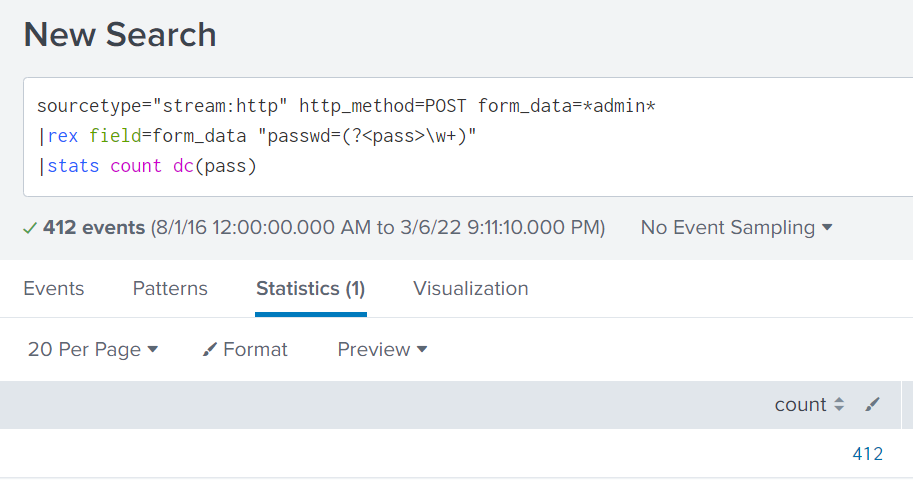 New Search
sourcetype="stream:http" http_method=POST form_data=*admin*
|rex field=form_data "passwd=(?<pass>\w+)"
|stats count dc(pass)
412 events (8/1/16 12:00:00.000 AM to 3/6/22 9:11:10.000 PM) No Event Sampling
Events Patterns Statistics (1) Visualization
20 Per Page Format Preview
count
412